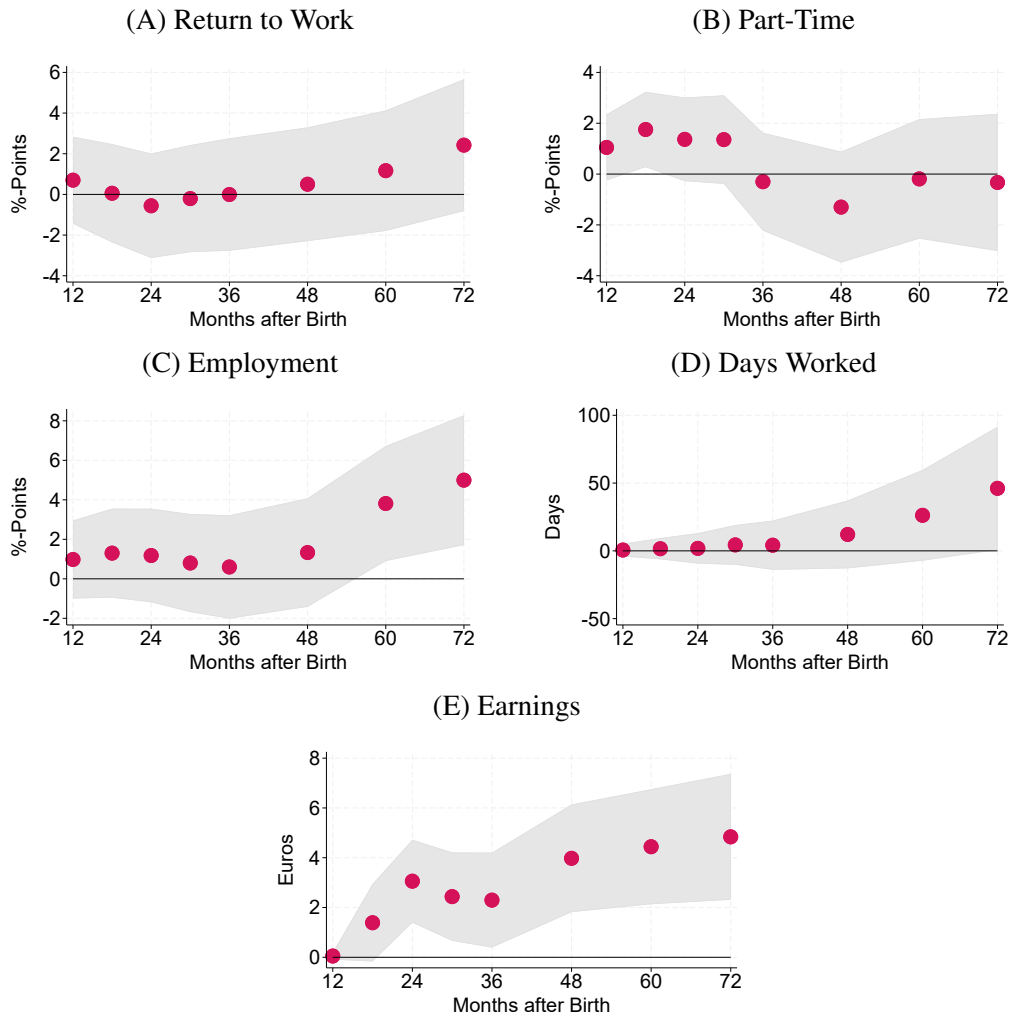 (A) Return to Work
%-Points
6
4
2
0
-2
-4
12 24 36 48 60 72
Months after Birth
(B) Part-Time
%-Points
4
2
0
-2
-4
12 24 36 48 60 72
Months after Birth
(C) Employment
%-Points
8
6
4
2
0
-2
12 24 36 48 60 72
Months after Birth
(D) Days Worked
Days
100
50
0
-50
12 24 36 48 60 72
Months after Birth
(E) Earnings
Euros
8
6
4
2
0
12 24 36 48 60 72
Months after Birth